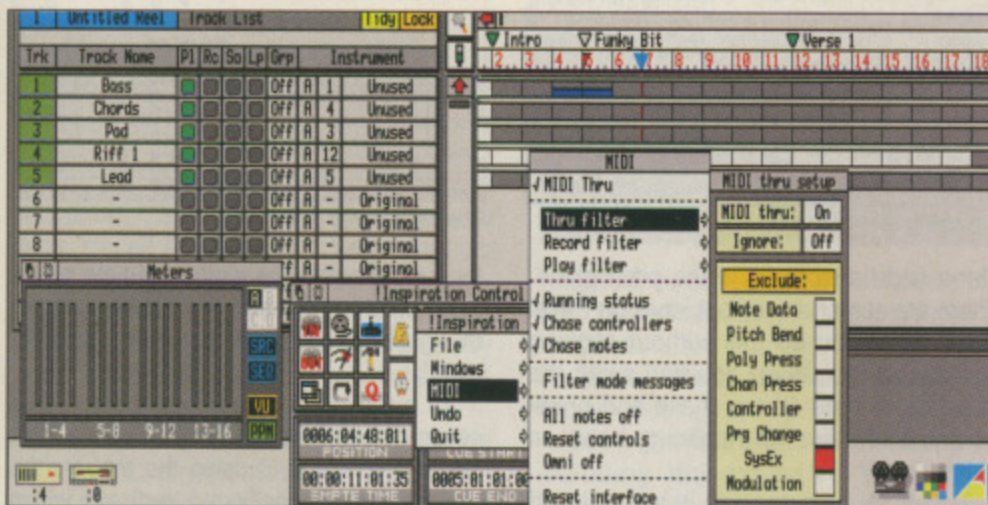 1 Untitled Reel Track List Tidy Lock
Trk Track Name Pl Rc So Lp Grp Instrument
1 Bass Off A 1 Unused
2 Chords Off A 4 Unused
3 Pad Off A 3 Unused
4 Riff 1 Off A 12 Unused
5 Lead Off A 5 Unused
6 - Off A - Original
7 - Off A - Original
8 - Off A - Original
Off A - Original
Intro Funky Bit Verse 1
2 3 4 5 6 7 8 9 10 11 12 13 14 15 16 17 18
Meters
A B
C D
SRC
SEQ
VU
PPM
1-4 5-8 9-12 13-16
:4 :0
!Inspiration Control
Q
0006:04:48:011
POSITION
00:00:11:01:35
SMPTE TIME
CUE START
0005:01:01:00
CUE END
!Inspiration
File
Windows
MIDI
Undo
Quit
MIDI
MIDI Thru
Thru filter
Record filter
Play filter
Running status
Chase controllers
Chase notes
Filter mode messages
All notes off
Reset controls
Omni off
Reset interface
MIDI thru setup
MIDI thru: On
Ignore: Off
Exclude:
Note Data
Pitch Bend
Poly Press
Chan Press
Controller
Prg Change
SysEx
Modulation